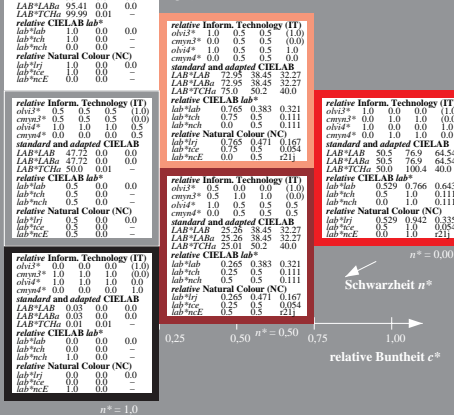 LAB*LABa 95.41 0.0 0.0
LAB*TCHa 99.99 0.01 –
relative CIELAB lab*
lab*lab 1.0 0.0 0.0
lab*tch 1.0 0.0 –
lab*nch 0.0 0.0 –
relative Natural Colour (NC)
lab*lrj 1.0 0.0 0.0
lab*tce 1.0 0.0 –
lab*ncE 0.0 0.0 –
relative Inform. Technology (IT)
olvi3* 1.0 0.5 0.5 (1.0)
cmyn3* 0.0 0.5 0.5 (0.0)
olvi4* 1.0 0.5 0.5 1.0
cmyn4* 0.0 0.5 0.5 0.0
standard and adapted CIELAB
LAB*LAB 72.95 38.45 32.27
LAB*LABa 72.95 38.45 32.27
LAB*TCHa 75.0 50.2 40.0
relative CIELAB lab*
lab*lab 0.765 0.383 0.321
lab*tch 0.75 0.5 0.111
lab*nch 0.0 0.5 0.111
relative Natural Colour (NC)
lab*lrj 0.765 0.471 0.167
lab*tce 0.75 0.5 0.054
lab*ncE 0.0 0.5 r21j
relative Inform. Technology (IT)
olvi3* 0.5 0.5 0.5 (1.0)
cmyn3* 0.5 0.5 0.5 (0.0)
olvi4* 1.0 1.0 1.0 0.5
cmyn4* 0.0 0.0 0.0 0.5
standard and adapted CIELAB
LAB*LAB 47.72 0.0 0.0
LAB*LABa 47.72 0.0 0.0
LAB*TCHa 50.0 0.01 –
relative CIELAB lab*
lab*lab 0.5 0.0 0.0
lab*tch 0.5 0.0 –
lab*nch 0.5 0.0 –
relative Natural Colour (NC)
lab*lrj 0.5 0.0 0.0
lab*tce 0.5 0.0 –
lab*ncE 0.5 0.0 –
relative Inform. Technology (IT)
olvi3* 1.0 0.0 0.0 (1.0)
cmyn3* 0.0 1.0 1.0 (0.0)
olvi4* 1.0 0.0 0.0 1.0
cmyn4* 0.0 1.0 1.0 0.0
standard and adapted CIELAB
LAB*LAB 50.5 76.9 64.54
LAB*LABa 50.5 76.9 64.54
LAB*TCHa 50.0 100.4 40.0
relative CIELAB lab*
lab*lab 0.529 0.766 0.643
lab*tch 0.5 1.0 0.111
lab*nch 0.0 1.0 0.111
relative Natural Colour (NC)
lab*lrj 0.529 0.942 0.335
lab*tce 0.5 1.0 0.054
lab*ncE 0.0 1.0 r21j
relative Inform. Technology (IT)
olvi3* 0.5 0.0 0.0 (1.0)
cmyn3* 0.5 1.0 1.0 (0.0)
olvi4* 1.0 0.5 0.5 0.5
cmyn4* 0.0 0.5 0.5 0.5
standard and adapted CIELAB
LAB*LAB 25.26 38.45 32.27
LAB*LABa 25.26 38.45 32.27
LAB*TCHa 25.01 50.2 40.0
relative CIELAB lab*
lab*lab 0.265 0.383 0.321
lab*tch 0.25 0.5 0.111
lab*nch 0.5 0.5 0.111
relative Natural Colour (NC)
lab*lrj 0.265 0.471 0.167
lab*tce 0.25 0.5 0.054
lab*ncE 0.5 0.5 r21j
relative Inform. Technology (IT)
olvi3* 0.0 0.0 0.0 (1.0)
cmyn3* 1.0 1.0 1.0 (0.0)
olvi4* 1.0 1.0 1.0 0.0
cmyn4* 0.0 0.0 0.0 1.0
standard and adapted CIELAB
LAB*LAB 0.03 0.0 0.0
LAB*LABa 0.03 0.0 0.0
LAB*TCHa 0.01 0.01 –
relative CIELAB lab*
lab*lab 0.0 0.0 0.0
lab*tch 0.0 0.0 –
lab*nch 1.0 0.0 –
relative Natural Colour (NC)
lab*lrj 0.0 0.0 0.0
lab*tce 0.0 0.0 –
lab*ncE 1.0 0.0 –
n* = 0,00
Schwarzheit n*
n* = 0,50
0,25 0,50 0,75 1,00
relative Buntheit c*
n* = 1,0